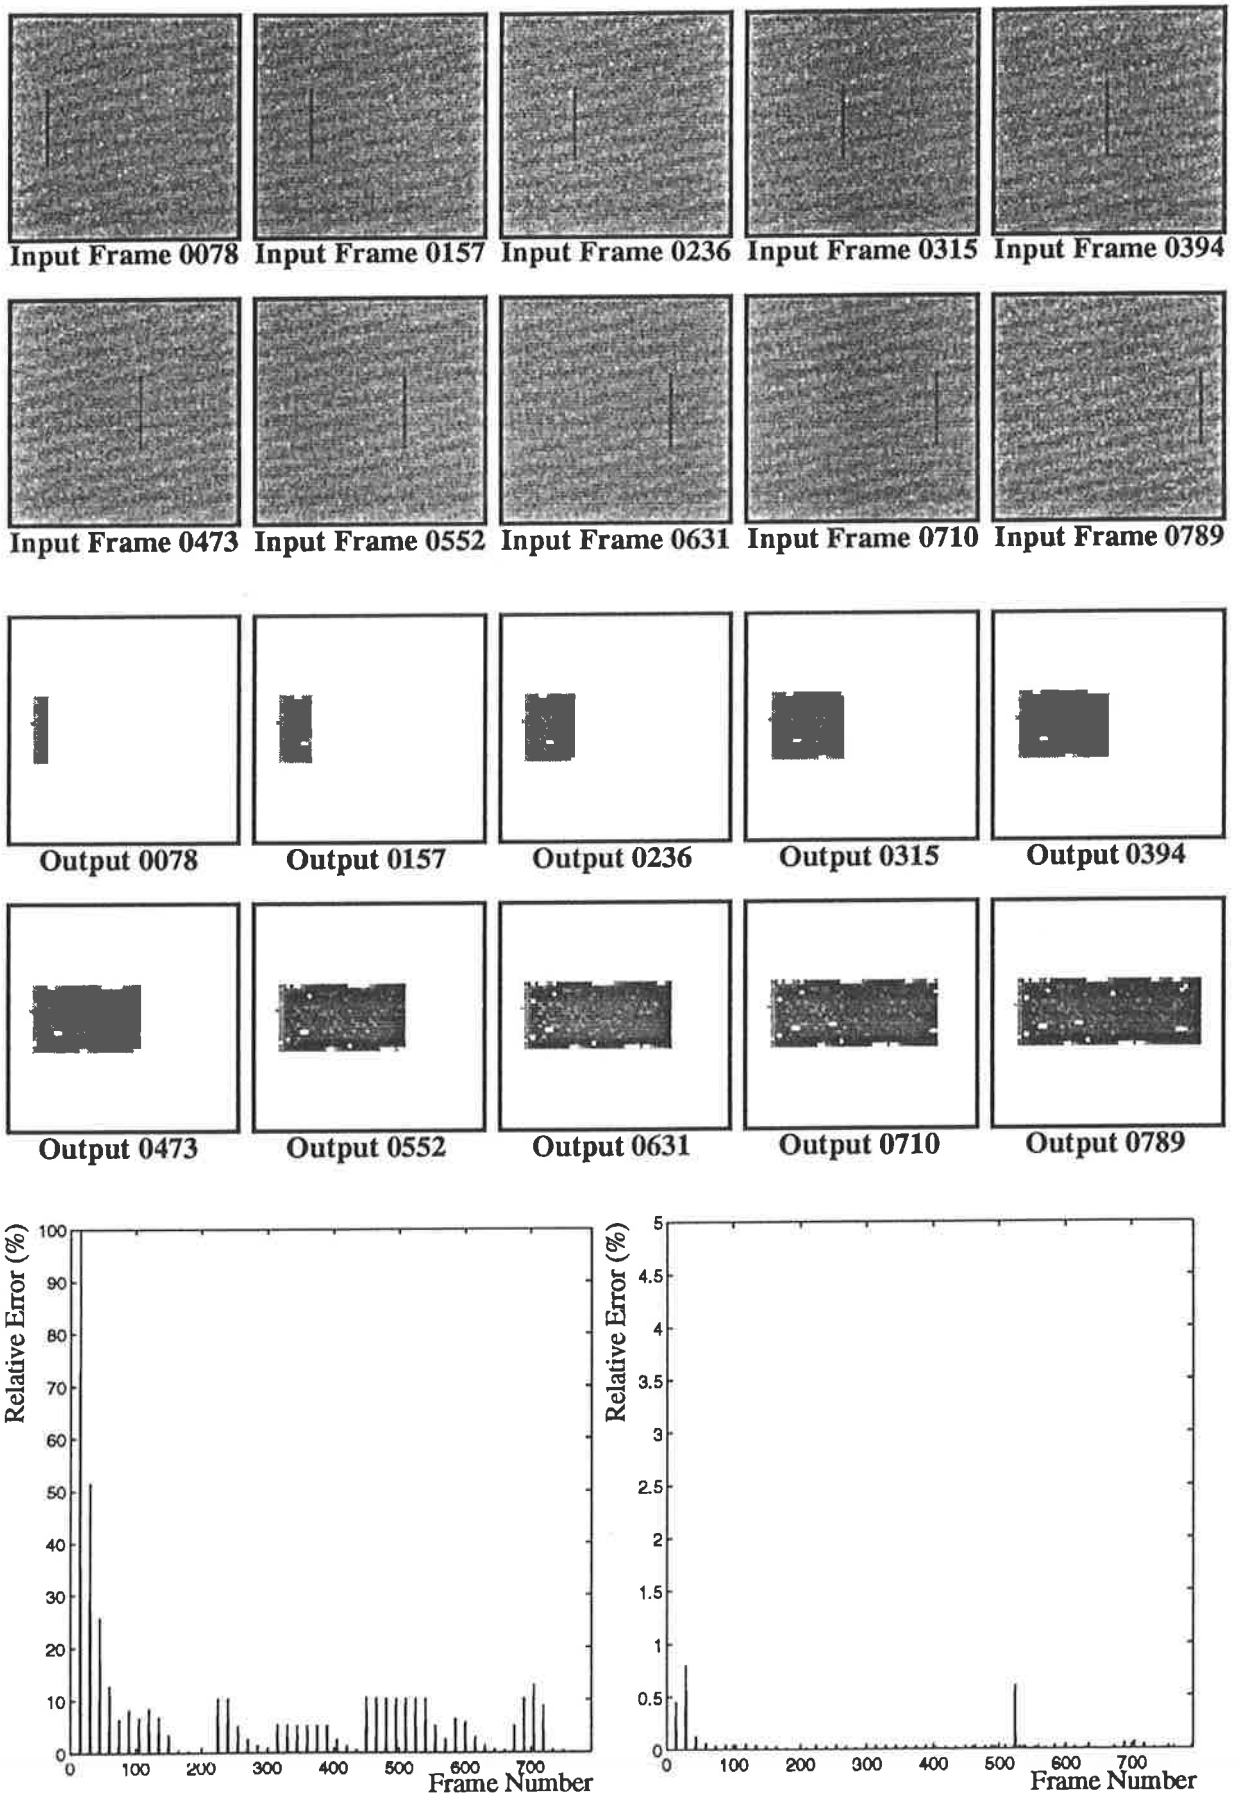 Input Frame 0078 Input Frame 0157 Input Frame 0236 Input Frame 0315 Input Frame 0394
Input Frame 0473 Input Frame 0552 Input Frame 0631 Input Frame 0710 Input Frame 0789
Output 0078 Output 0157 Output 0236 Output 0315 Output 0394
Output 0473 Output 0552 Output 0631 Output 0710 Output 0789
Relative Error (%)
100
90
80
70
60
50
40
30
20
10
0
0 100 200 300 400 500 600 700
Frame Number
Relative Error (%)
5
4.5
4
3.5
3
2.5
2
1.5
1
0.5
0
0 100 200 300 400 500 600 700
Frame Number